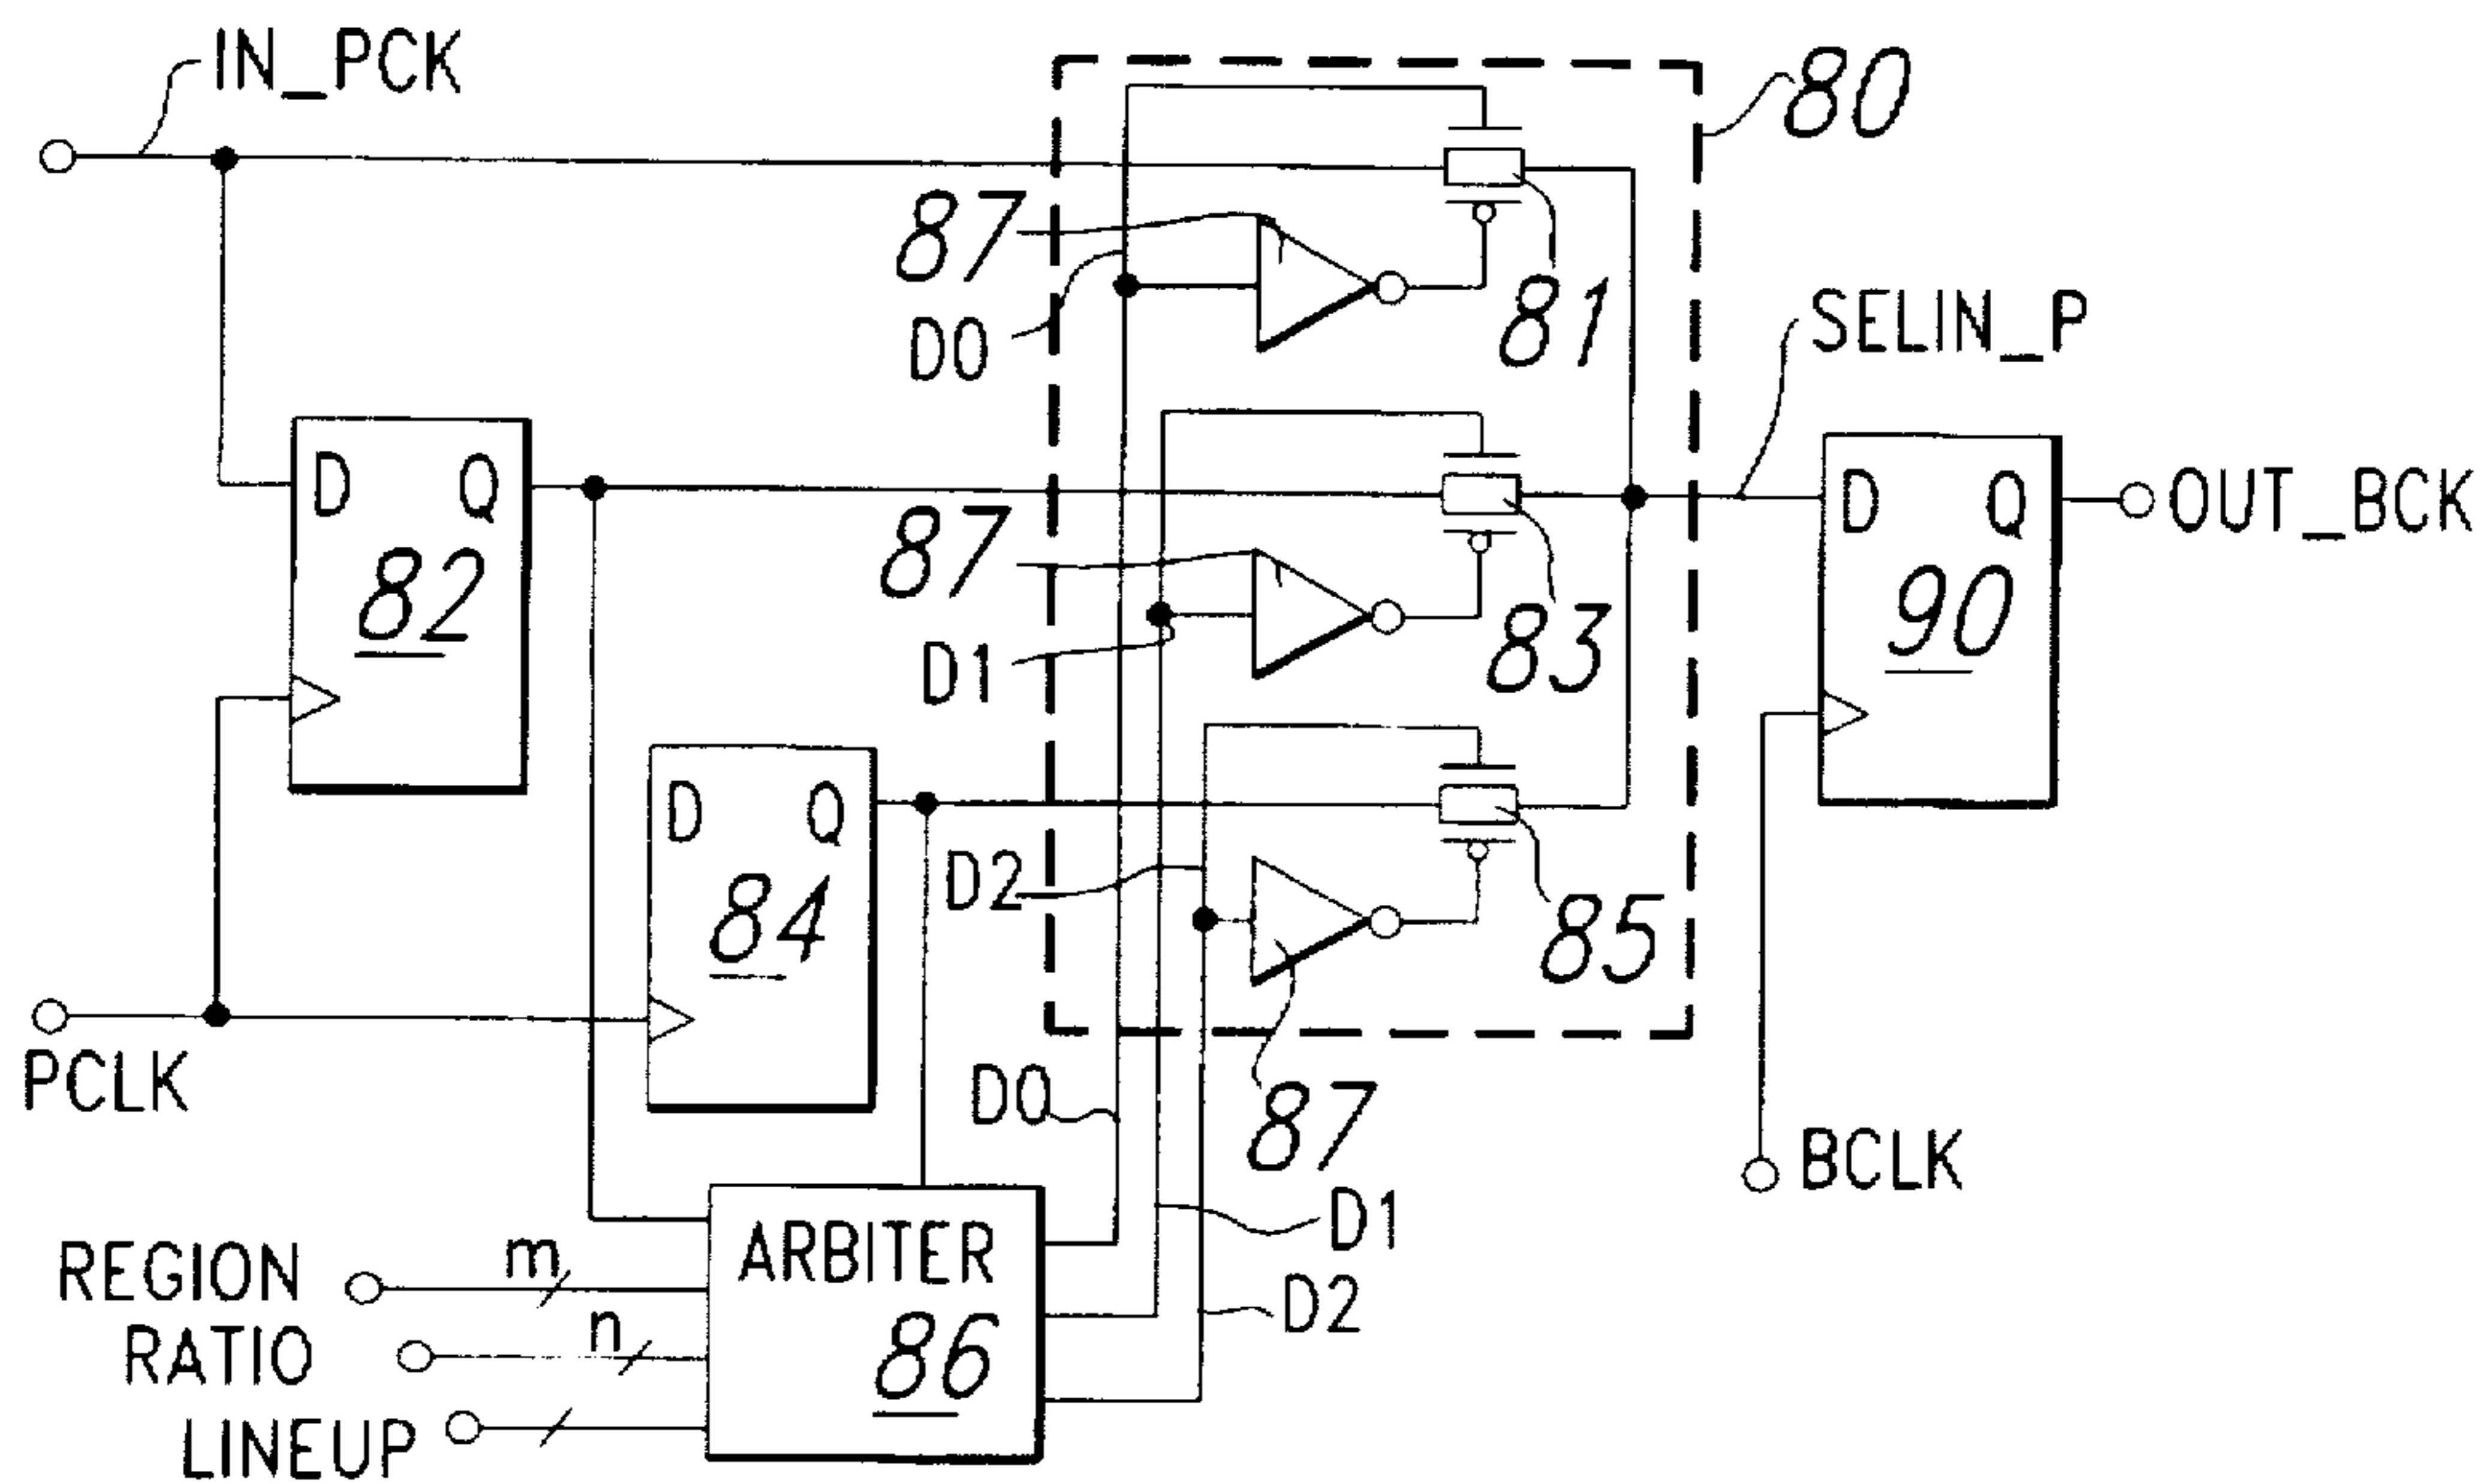 IN_PCK
80
87
D0
81
SELIN_P
D Q
82
87
D1
83
D Q
90
OUT_BCK
D Q
84
D2
85
PCLK
D0
87
BCLK
D1
D2
REGION
m
RATIO
n
LINEUP
ARBITER
86